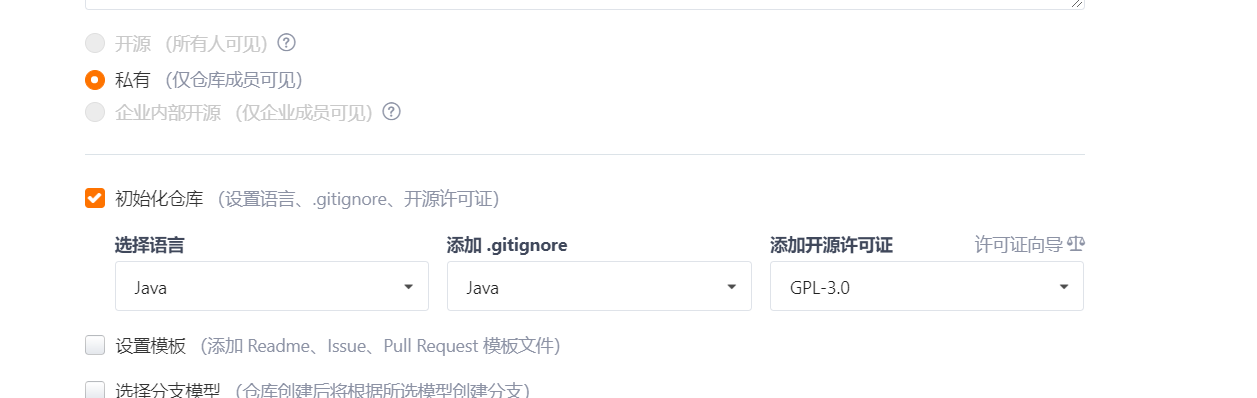 开源 （所有人可见）
私有 （仅仓库成员可见）
企业内部开源 （仅企业成员可见）
初始化仓库 （设置语言、.gitignore、开源许可证）
选择语言 添加 .gitignore 添加开源许可证 许可证向导
Java Java GPL-3.0
设置模板 （添加 Readme、Issue、Pull Request 模板文件）
选择分支模型 （仓库创建后将根据所选模型创建分支）